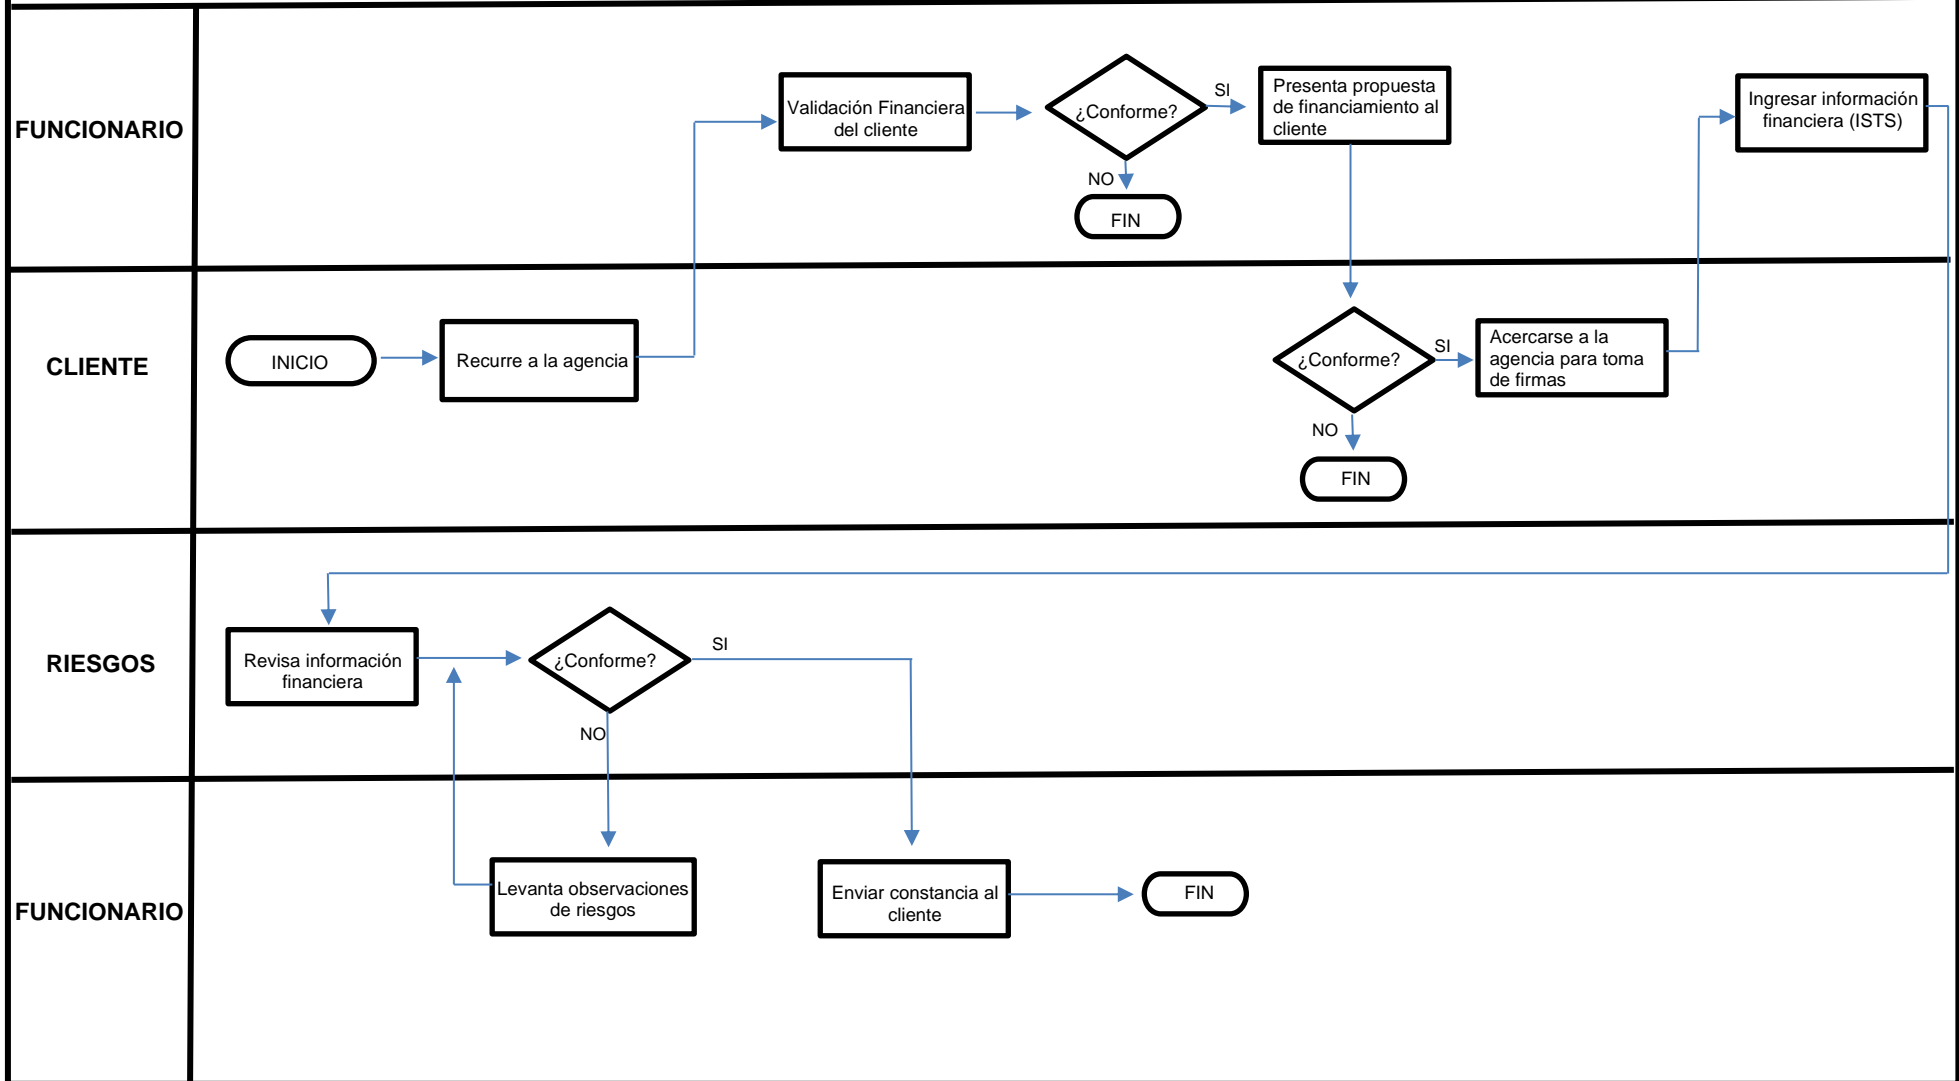 FUNCIONARIO
Validación Financiera
del cliente
¿Conforme?
SI
NO
FIN
Presenta propuesta
de financiamiento al
cliente
Ingresar información
financiera (ISTS)
CLIENTE
INICIO
Recurre a la agencia
¿Conforme?
SI
NO
FIN
Acercarse a la
agencia para toma
de firmas
RIESGOS
Revisa información
financiera
¿Conforme?
SI
NO
FUNCIONARIO
Levanta observaciones
de riesgos
Enviar constancia al
cliente
FIN